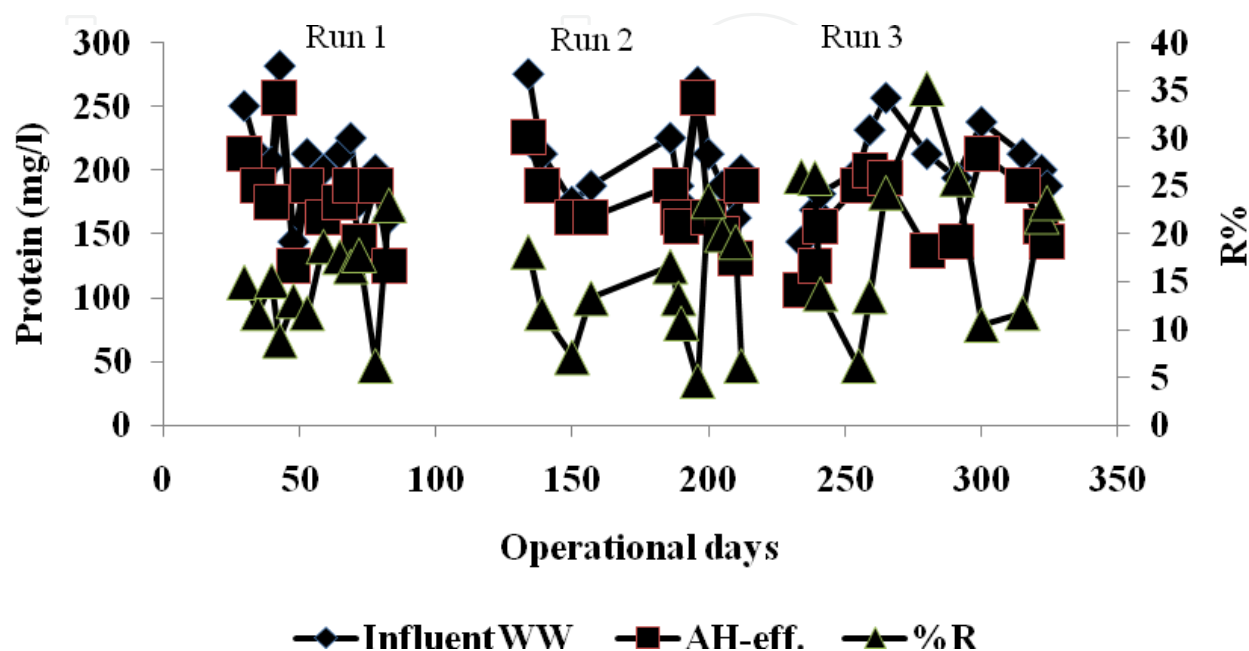 Run 1 Run 2 Run 3
300 40
250 35
200 30
150 25
100 20
50 15
0 10
5
0
Protein (mg/l)
R%
0 50 100 150 200 250 300 350
Operational days
Influent WW AH-eff. %R